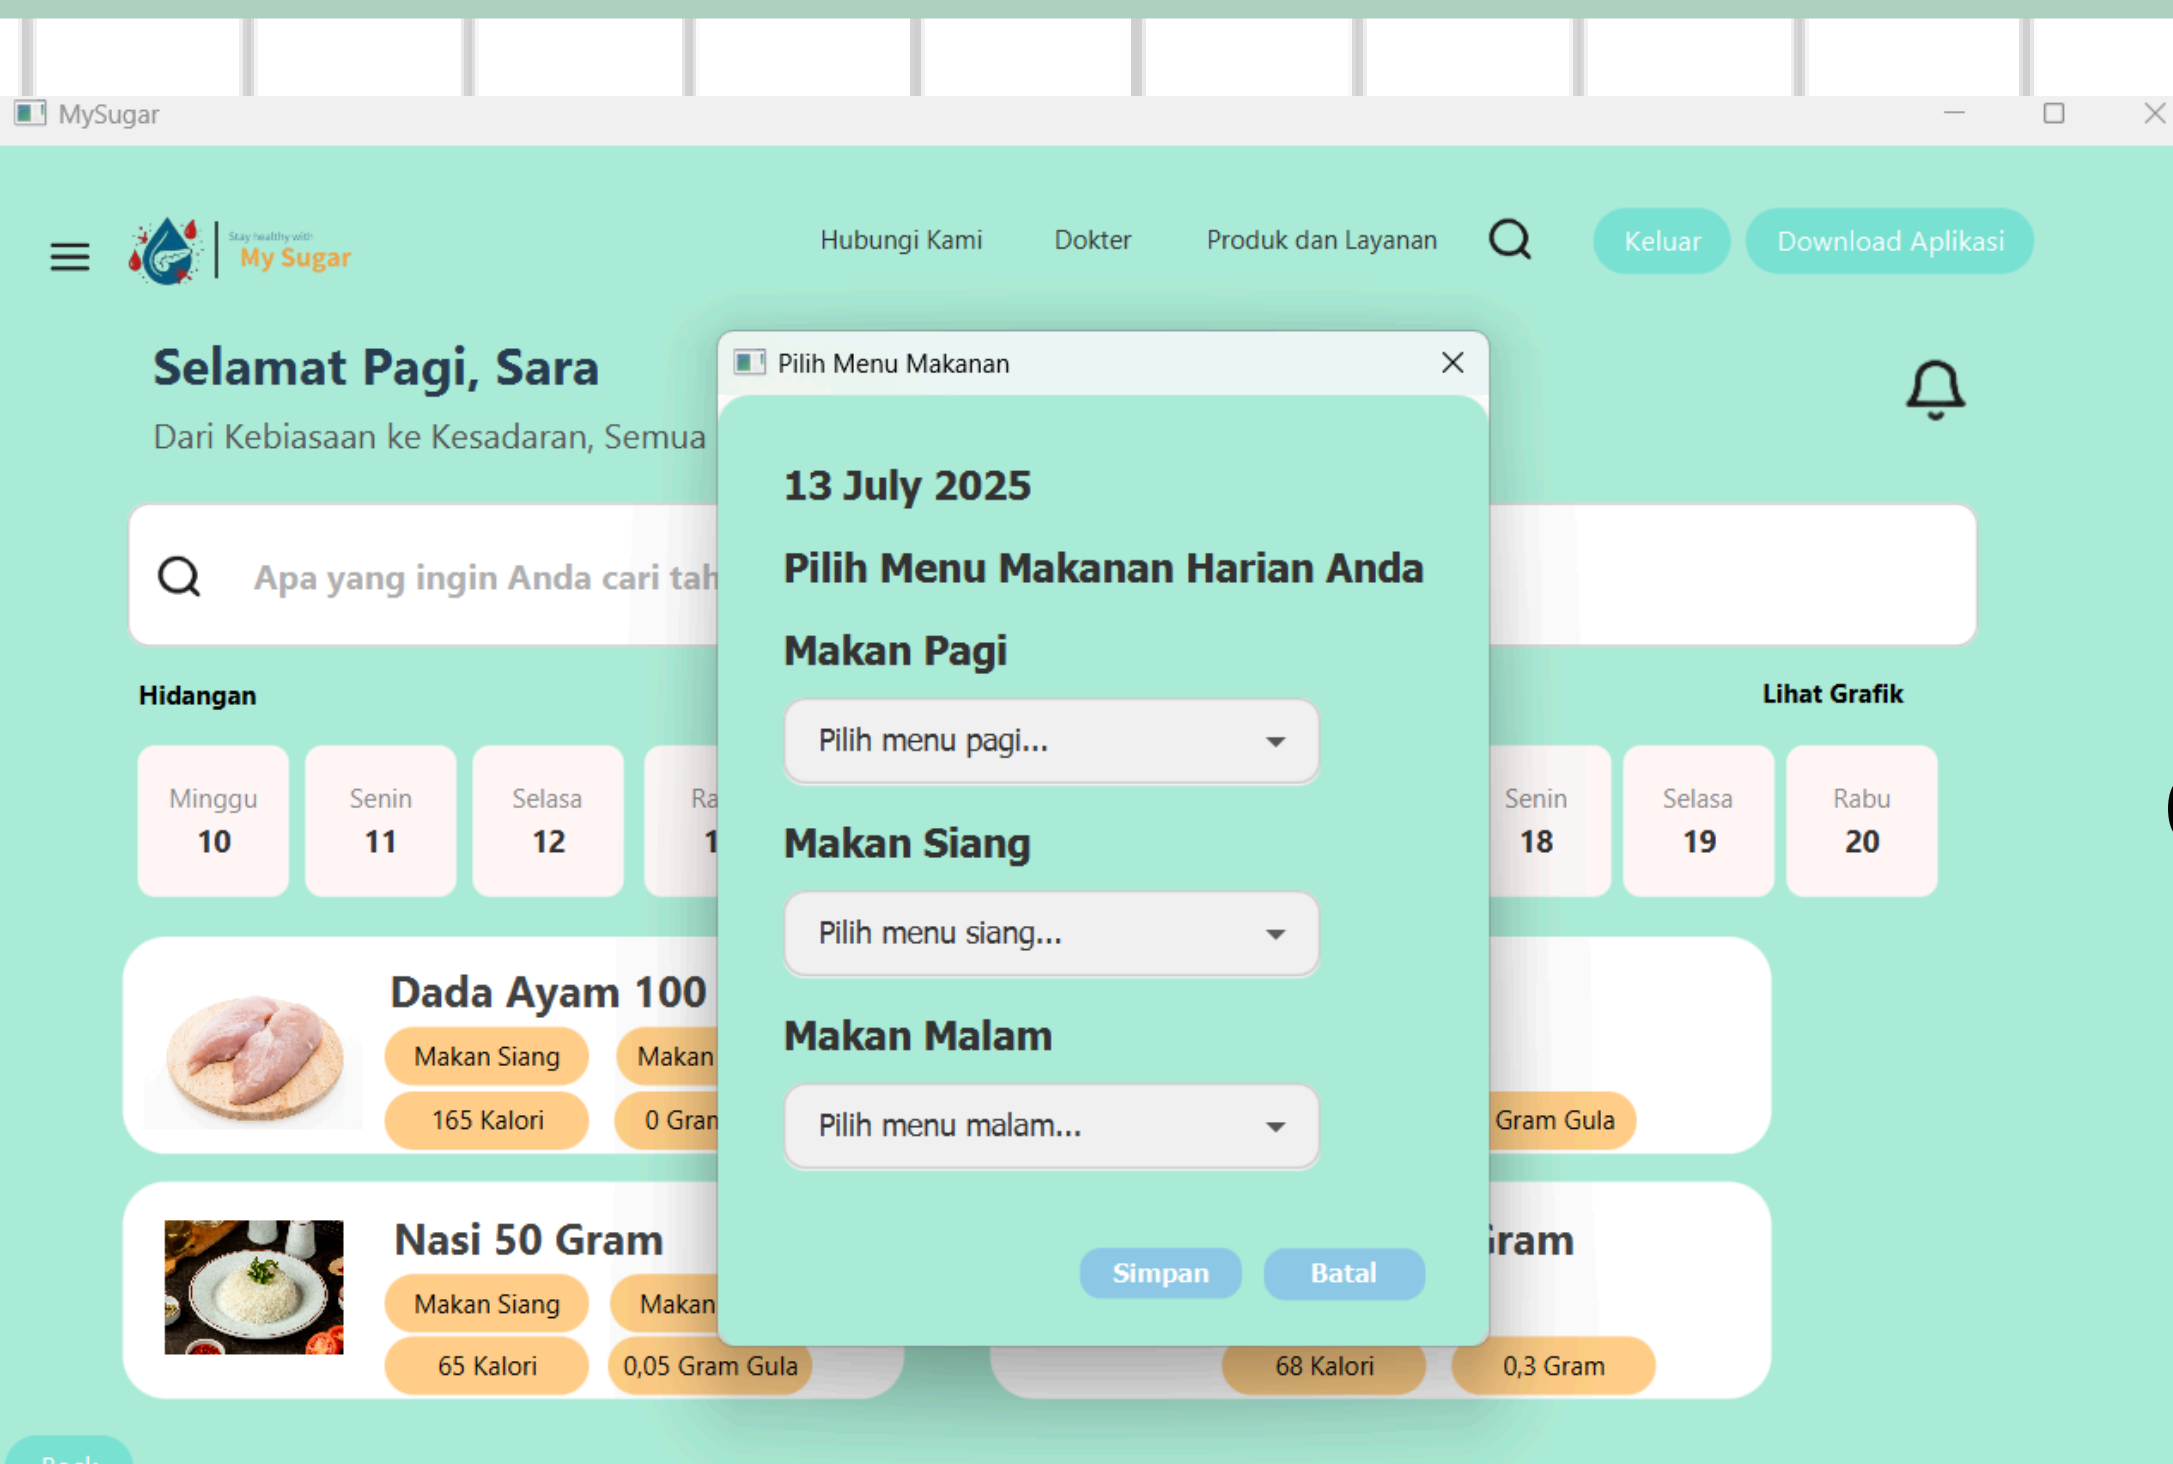 MySugar
Stay healthy with
My Sugar
Hubungi Kami
Dokter
Produk dan Layanan
Keluar
Download Aplikasi
Selamat Pagi, Sara
Dari Kebiasaan ke Kesadaran, Semua
Apa yang ingin Anda cari tah
Hidangan
Lihat Grafik
Minggu
10
Senin
11
Selasa
12
Ra
1
Senin
18
Selasa
19
Rabu
20
Dada Ayam 100
Makan Siang
Makan
165 Kalori
0 Gran
Gram Gula
Nasi 50 Gram
Makan Siang
Makan
65 Kalori
0,05 Gram Gula
Gram
68 Kalori
0,3 Gram
Pilih Menu Makanan
13 July 2025
Pilih Menu Makanan Harian Anda
Makan Pagi
Pilih menu pagi...
Makan Siang
Pilih menu siang...
Makan Malam
Pilih menu malam...
Simpan
Batal